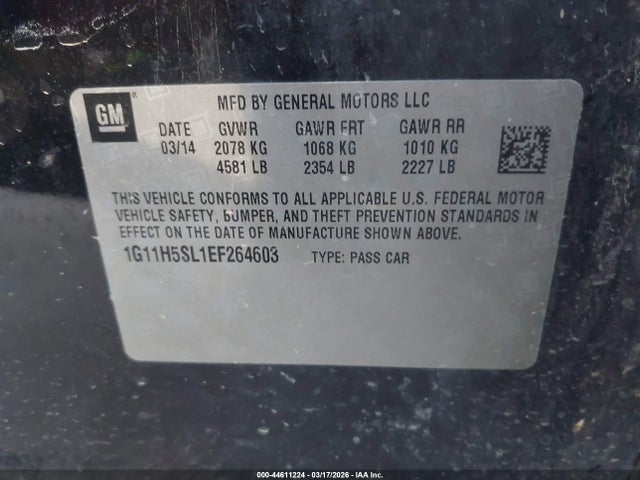 GM
MFD BY GENERAL MOTORS LLC
DATE GVWR GAWR FRT GAWR RR
03/14 2078 KG 1068 KG 1010 KG
4581 LB 2354 LB 2227 LB
THIS VEHICLE CONFORMS TO ALL APPLICABLE U.S. FEDERAL MOTOR
VEHICLE SAFETY, BUMPER, AND THEFT PREVENTION STANDARDS IN
EFFECT ON THE DATE OF MANUFACTURE SHOWN ABOVE.
1G11H5SL1EF264603 TYPE: PASS CAR
000-44611224 - 03/17/2026 - IAA Inc.